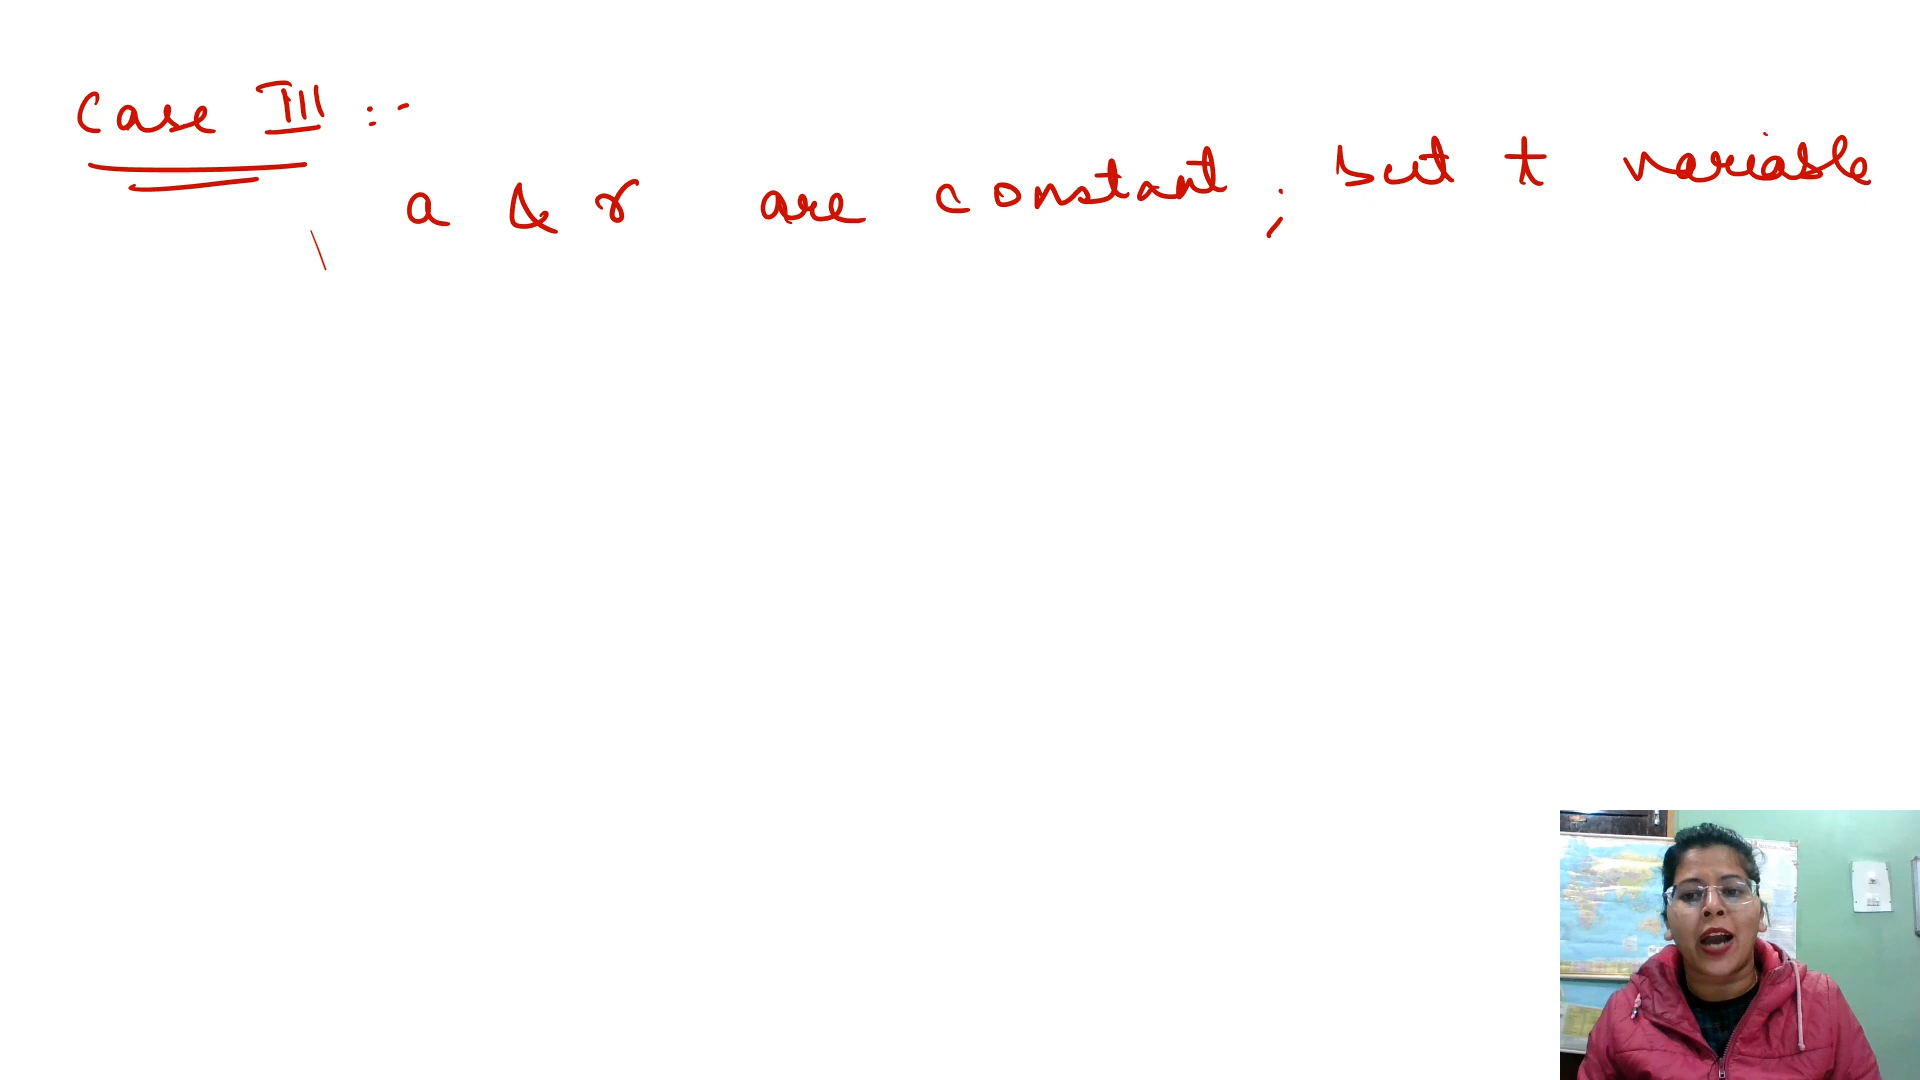 Case III :-
a & r are constant ; but t variable